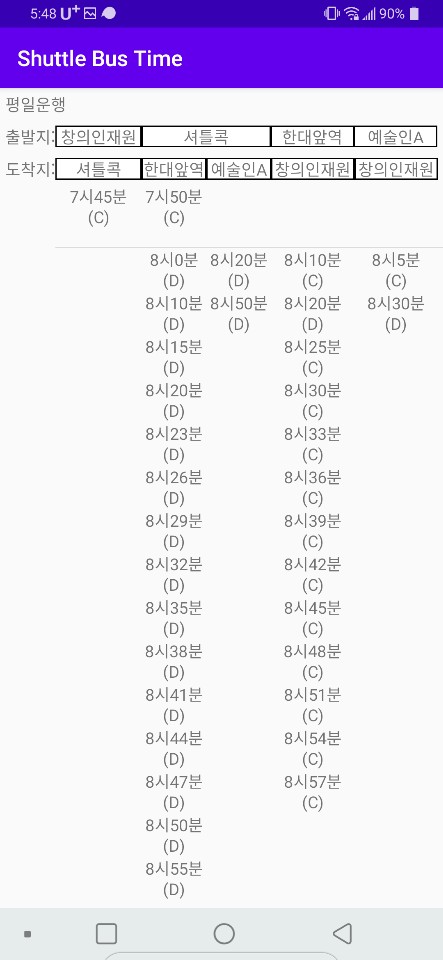 5:48 U+ 90%
Shuttle Bus Time
평일운행
출발지: 창의인재원 셔틀콕 한대앞역 예술인A
도착지: 셔틀콕 한대앞역 예술인A 창의인재원 창의인재원
7시45분 7시50분
(C) (C)
8시0분 8시20분 8시10분 8시5분
(D) (D) (C) (C)
8시10분 8시50분 8시20분 8시30분
(D) (D) (D) (D)
8시15분 8시25분
(D) (C)
8시20분 8시30분
(D) (C)
8시23분 8시33분
(D) (C)
8시26분 8시36분
(D) (C)
8시29분 8시39분
(D) (C)
8시32분 8시42분
(D) (C)
8시35분 8시45분
(D) (C)
8시38분 8시48분
(D) (C)
8시41분 8시51분
(D) (C)
8시44분 8시54분
(D) (C)
8시47분 8시57분
(D) (C)
8시50분
(D)
8시55분
(D)